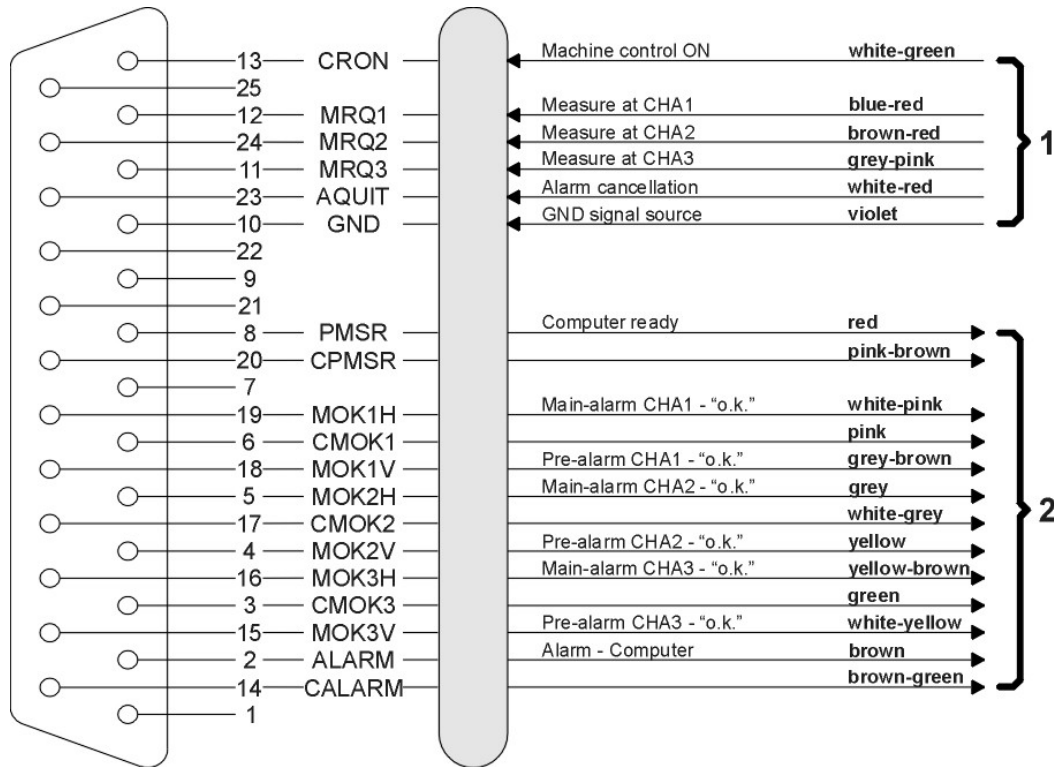 13 CRON Machine control ON white-green
25
12 MRQ1 Measure at CHA1 blue-red
24 MRQ2 Measure at CHA2 brown-red
11 MRQ3 Measure at CHA3 grey-pink
1
23 AQUIT Alarm cancellation white-red
10 GND GND signal source violet
22
9
21
8 PMSR Computer ready red
20 CPMSR pink-brown
7
19 MOK1H Main-alarm CHA1 - “o.k.” white-pink
6 CMOK1 pink
18 MOK1V Pre-alarm CHA1 - “o.k.” grey-brown
5 MOK2H Main-alarm CHA2 - “o.k.” grey
17 CMOK2 white-grey
2
4 MOK2V Pre-alarm CHA2 - “o.k.” yellow
16 MOK3H Main-alarm CHA3 - “o.k.” yellow-brown
3 CMOK3 green
15 MOK3V Pre-alarm CHA3 - “o.k.” white-yellow
2 ALARM Alarm - Computer brown
14 CALARM brown-green
1